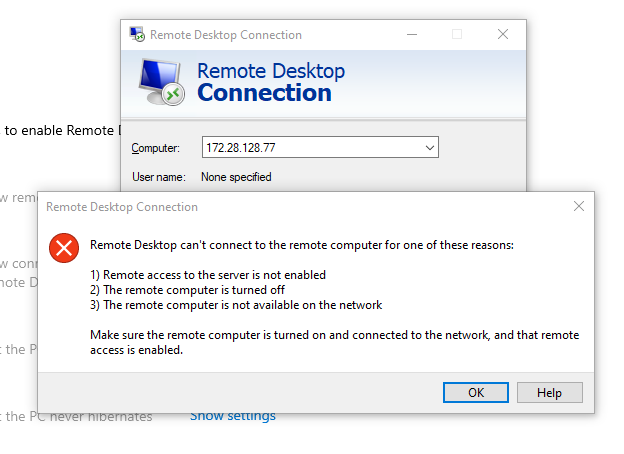 Remote Desktop Connection
Remote Desktop
Connection
to enable Remote
Computer: 172.28.128.77
User name: None specified
Remote Desktop Connection
Remote Desktop can't connect to the remote computer for one of these reasons:
1) Remote access to the server is not enabled
2) The remote computer is turned off
3) The remote computer is not available on the network
Make sure the remote computer is turned on and connected to the network, and that remote
access is enabled.
OK Help
the PC never hibernates Show settings